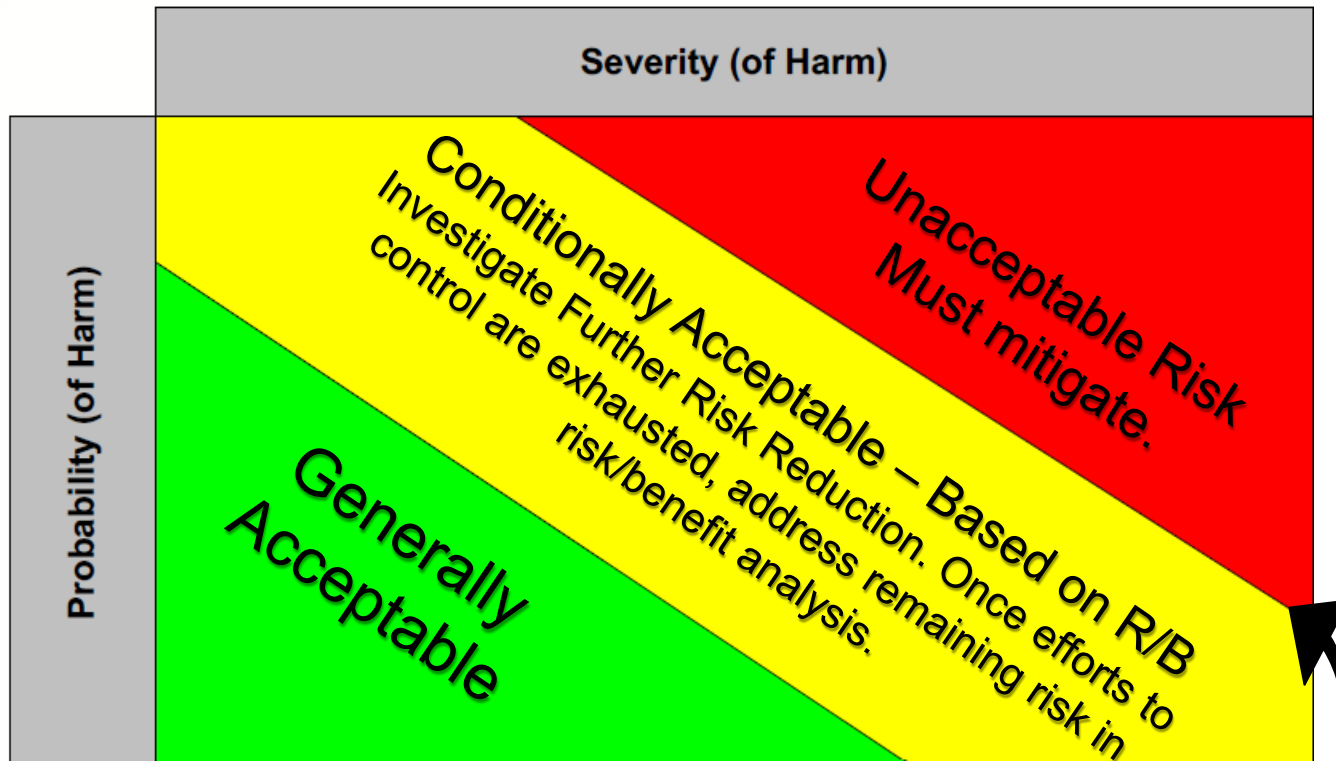 Severity (of Harm)
Probability (of Harm)
Unacceptable Risk
Must mitigate.
Conditionally Acceptable – Based on R/B
Investigate Further Risk Reduction. Once efforts to
control are exhausted, address remaining risk in
risk/benefit analysis.
Generally
Acceptable